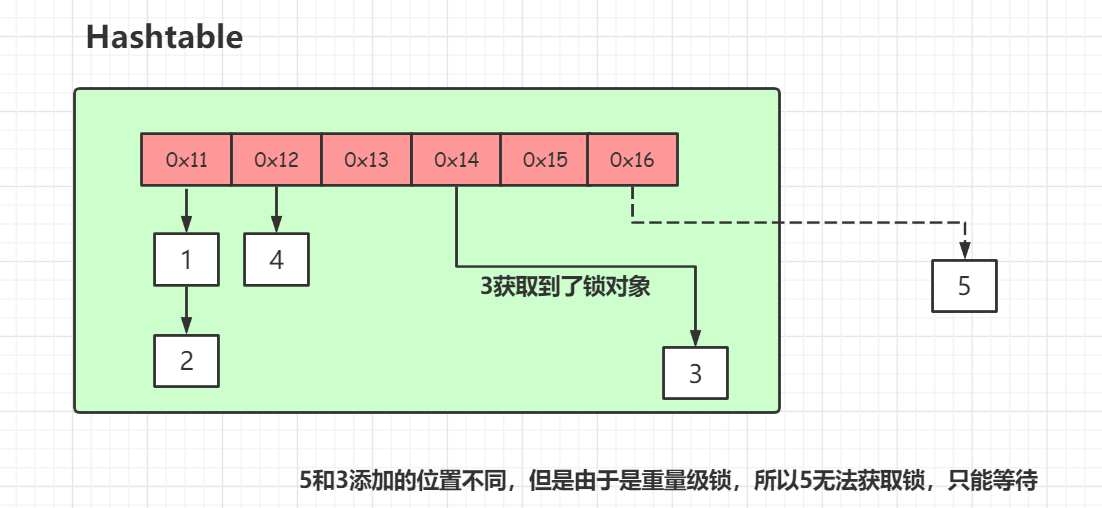 Hashtable
0x11 0x12 0x13 0x14 0x15 0x16
1 4 5
3获取到了锁对象
2 3
5和3添加的位置不同，但是由于是重量级锁，所以5无法获取锁，只能等待